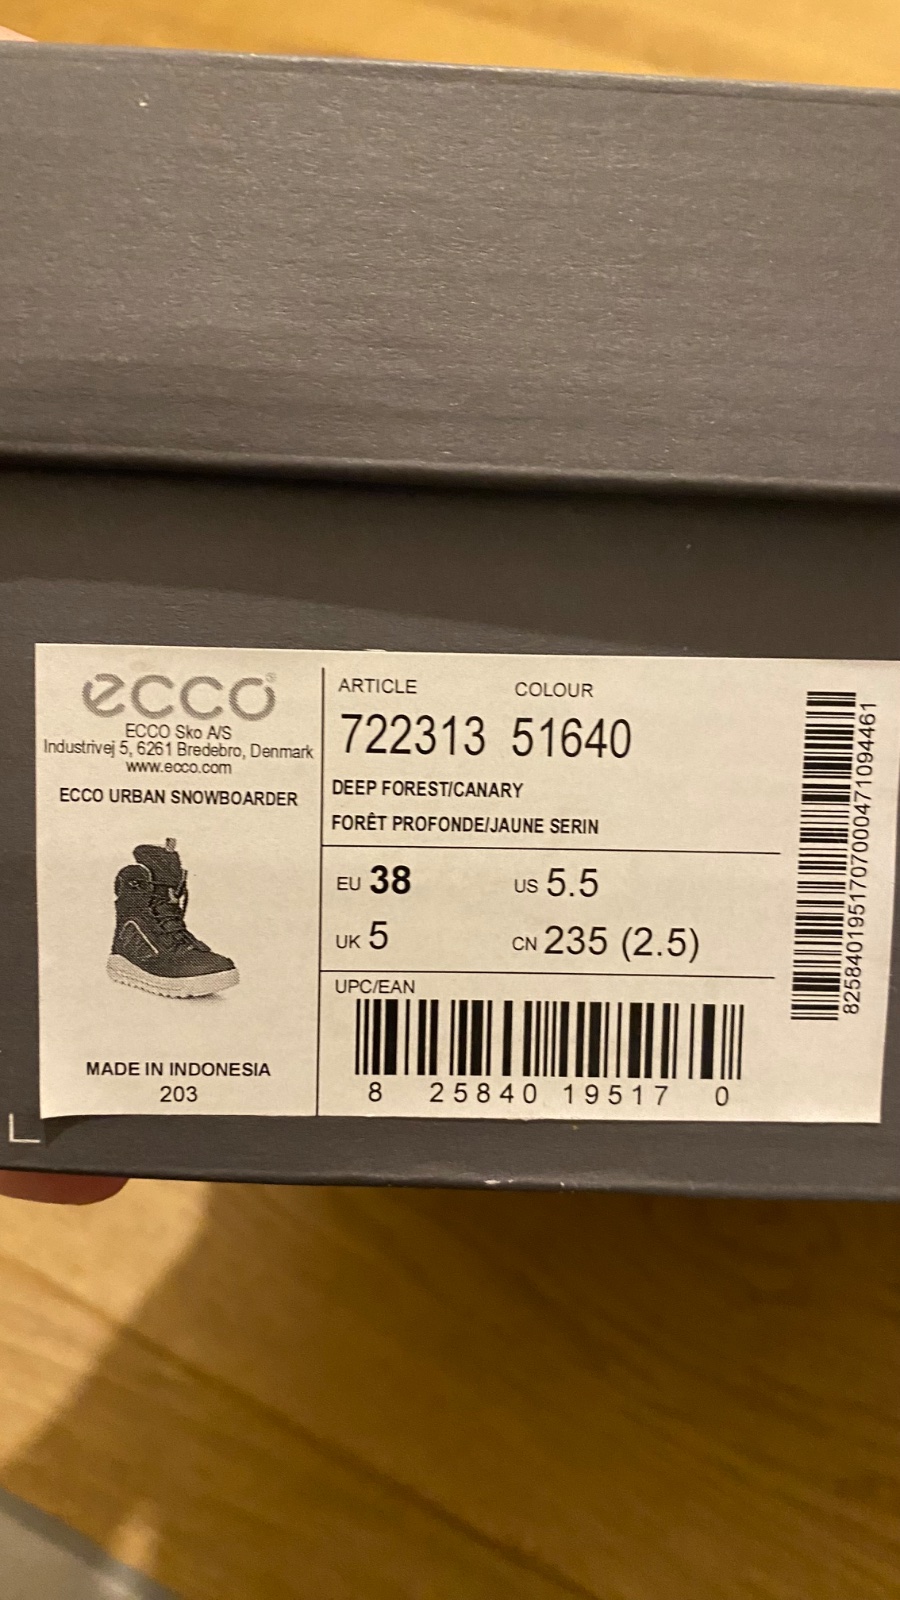 ecco®
ECCO Sko A/S
Industrivej 5, 6261 Bredebro, Denmark
www.ecco.com
ECCO URBAN SNOWBOARDER
MADE IN INDONESIA
203
ARTICLE COLOUR
722313 51640
DEEP FOREST/CANARY
FORÊT PROFONDE/JAUNE SERIN
EU 38 US 5.5
UK 5 CN 235 (2.5)
UPC/EAN
8 25840 19517 0
825840195170700047​1094461